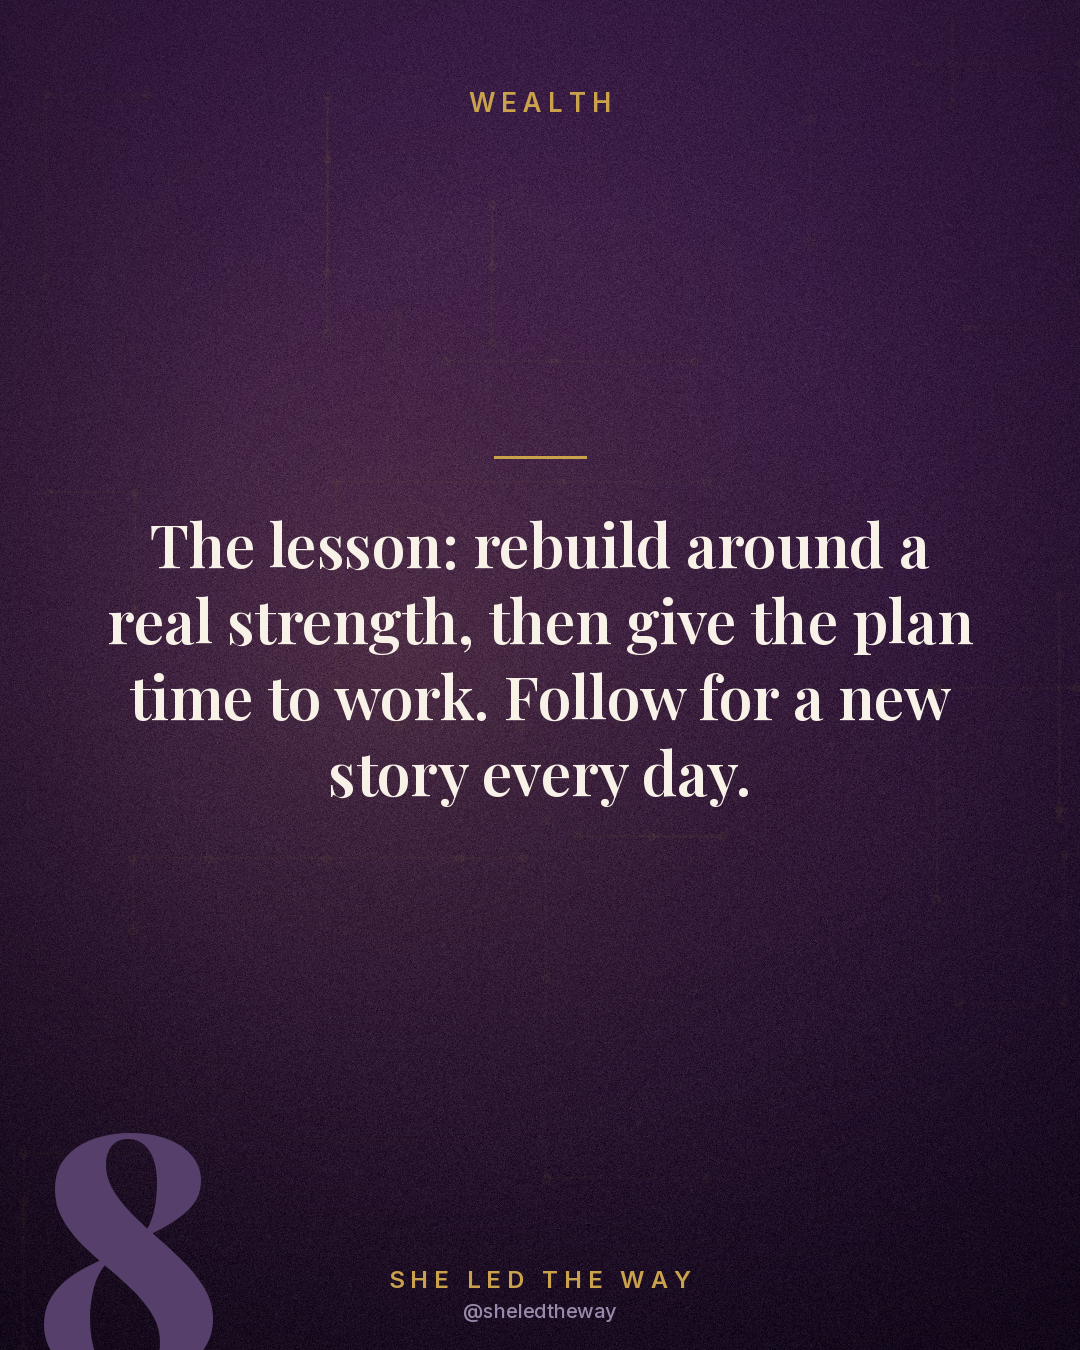 WEALTH
The lesson: rebuild around a
real strength, then give the plan
time to work. Follow for a new
story every day.
8
SHE LED THE WAY
@sheledtheway